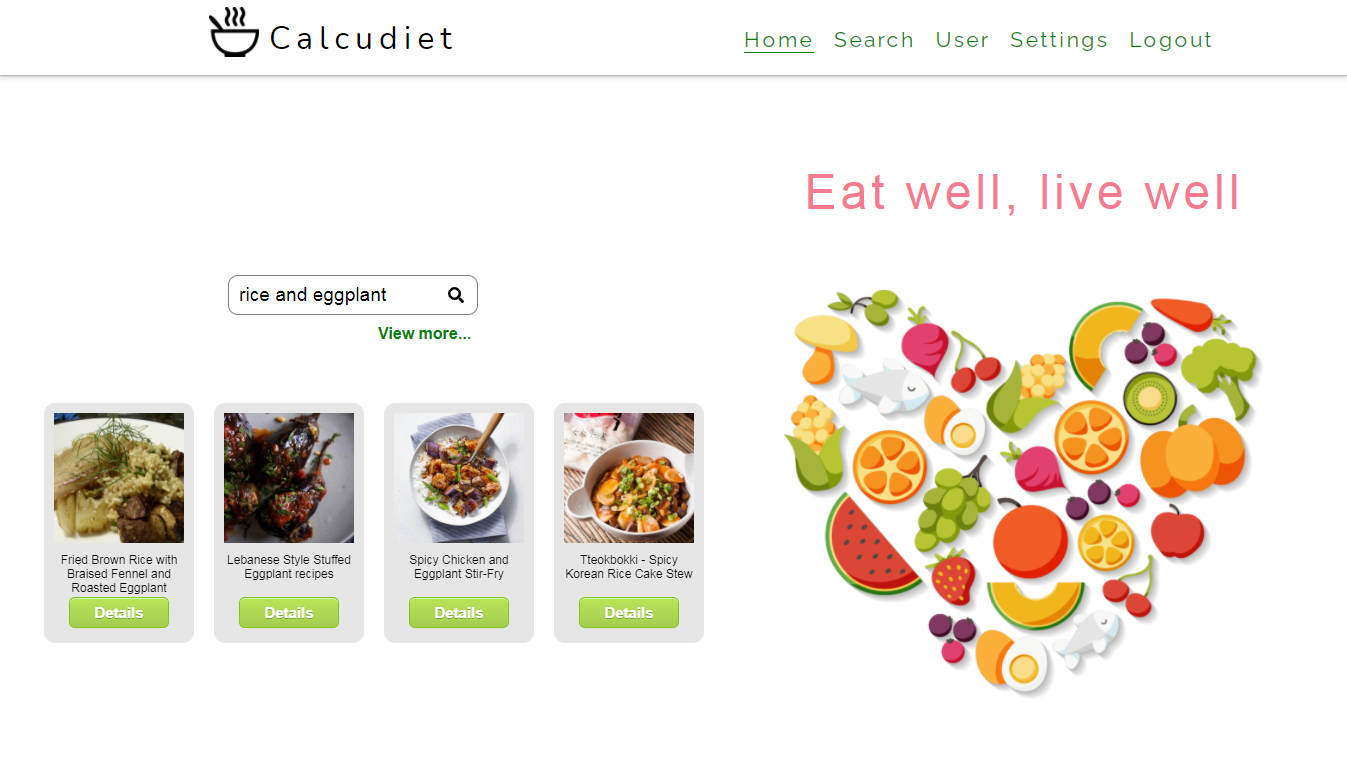 Calcudiet
Home Search User Settings Logout
Eat well, live well
rice and eggplant
View more...
Fried Brown Rice with
Braised Fennel and
Roasted Eggplant
Details
Lebanese Style Stuffed
Eggplant recipes
Details
Spicy Chicken and
Eggplant Stir-Fry
Details
Tteokbokki - Spicy
Korean Rice Cake Stew
Details